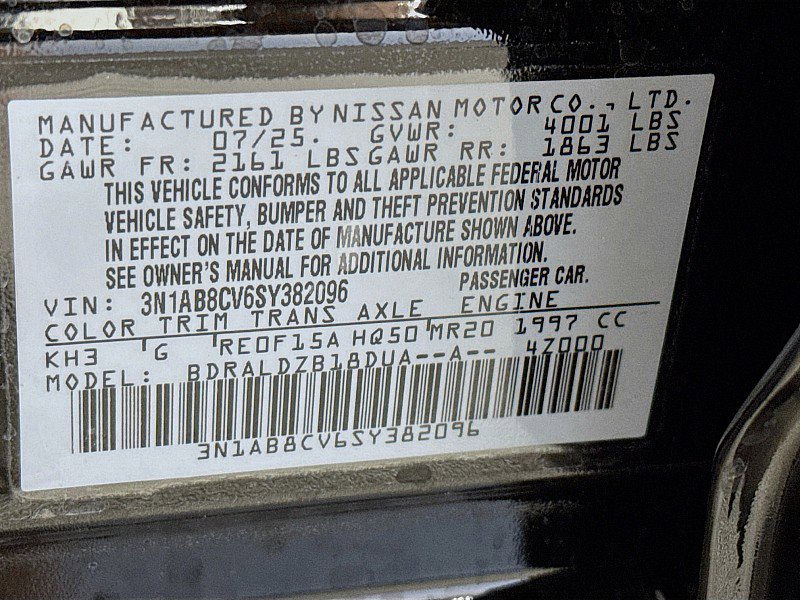 MANUFACTURED BY NISSAN MOTOR CO., LTD.
DATE: 07/25. GVWR: 4001 LBS
GAWR FR: 2161 LBS GAWR RR: 1863 LBS
THIS VEHICLE CONFORMS TO ALL APPLICABLE FEDERAL MOTOR
VEHICLE SAFETY, BUMPER AND THEFT PREVENTION STANDARDS
IN EFFECT ON THE DATE OF MANUFACTURE SHOWN ABOVE.
SEE OWNER'S MANUAL FOR ADDITIONAL INFORMATION.
VIN: 3N1AB8CV6SY382096 PASSENGER CAR.
COLOR TRIM TRANS AXLE ENGINE
KH3 G RE0F15A HQ50 MR20 1997 CC
MODEL: BDRALDZB18DUA--A-- 4Z000
3N1AB8CV6SY382096